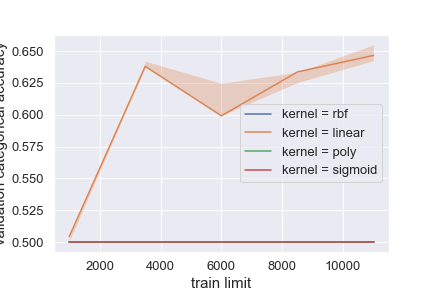 validation categorical accuracy
0.650
0.625
0.600
0.575
0.550
0.525
0.500
kernel = rbf
kernel = linear
kernel = poly
kernel = sigmoid
2000 4000 6000 8000 10000
train limit